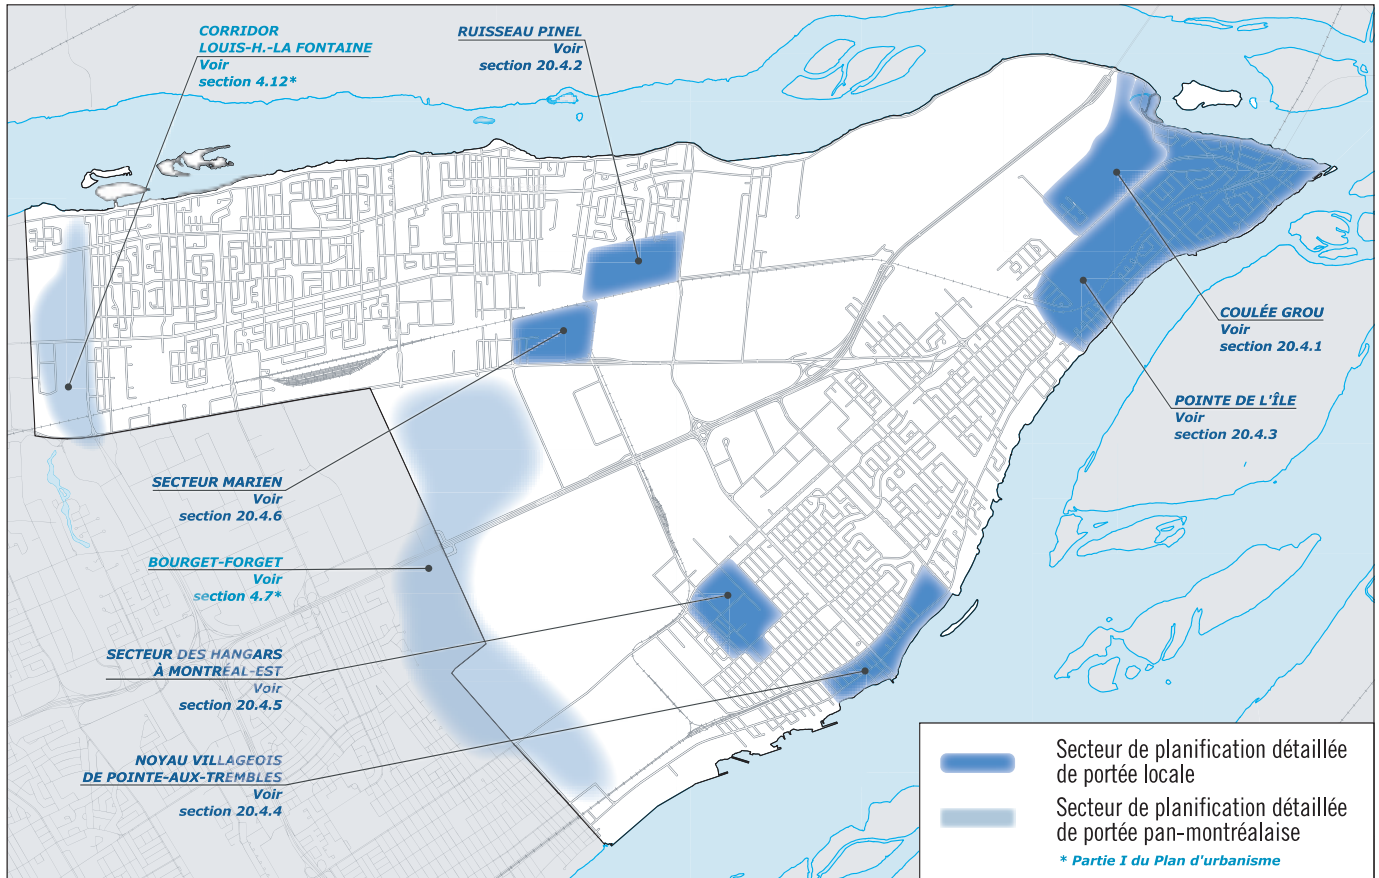 CORRIDOR
LOUIS-H.-LA FONTAINE
Voir
section 4.12*
RUISSEAU PINEL
Voir
section 20.4.2
COULÉE GROU
Voir
section 20.4.1
POINTE DE L'ÎLE
Voir
section 20.4.3
SECTEUR MARIEN
Voir
section 20.4.6
BOURGET-FORGET
Voir
section 4.7*
SECTEUR DES HANGARS
À MONTRÉAL-EST
Voir
section 20.4.5
NOYAU VILLAGEOIS
DE POINTE-AUX-TREMBLES
Voir
section 20.4.4
Secteur de planification détaillée
de portée locale
Secteur de planification détaillée
de portée pan-montréalaise
* Partie I du Plan d'urbanisme